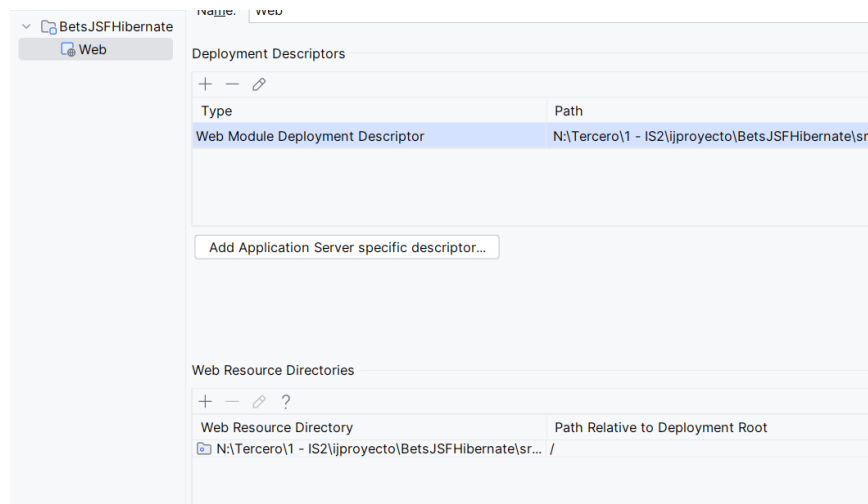 BetsJSFHibernate
Web
Name: Web
Deployment Descriptors
Type Path
Web Module Deployment Descriptor N:\Tercero\1 - IS2\ijproyecto\BetsJSFHibernate\sr
Add Application Server specific descriptor...
Web Resource Directories
?
Web Resource Directory Path Relative to Deployment Root
N:\Tercero\1 - IS2\ijproyecto\BetsJSFHibernate\sr... /